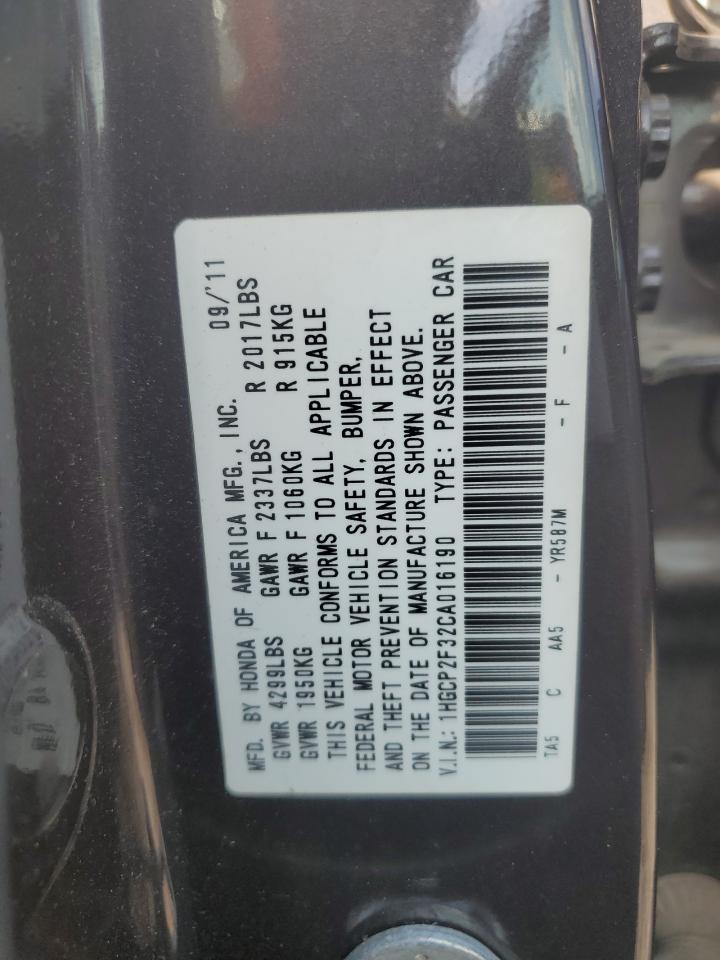 MFD. BY HONDA OF AMERICA MFG., INC. 09/'11
GVWR 4299LBS GAWR F 2337LBS R 2017LBS
GVWR 1950KG GAWR F 1060KG R 915KG
THIS VEHICLE CONFORMS TO ALL APPLICABLE
FEDERAL MOTOR VEHICLE SAFETY, BUMPER,
AND THEFT PREVENTION STANDARDS IN EFFECT
ON THE DATE OF MANUFACTURE SHOWN ABOVE.
V.I.N.: 1HGCP2F32CA016190 TYPE: PASSENGER CAR
TA5 C AA5 - YR587M - F - A